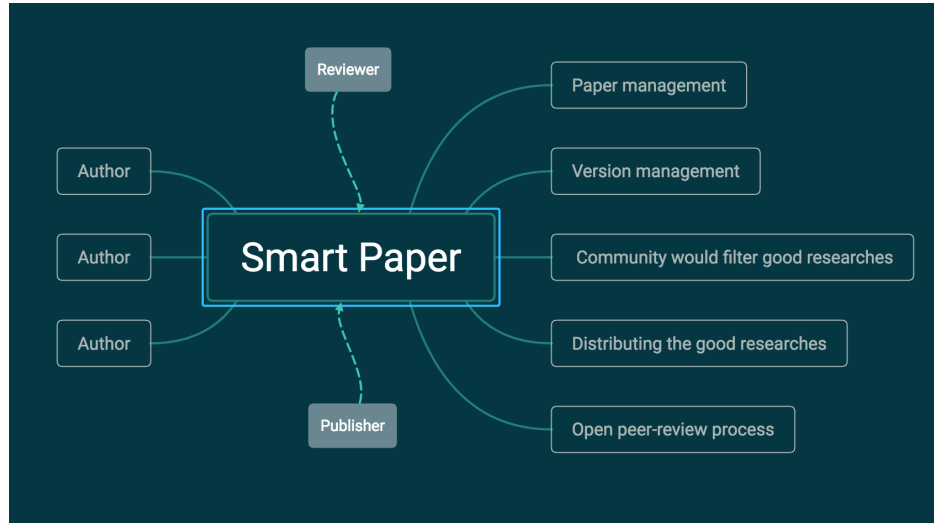 Reviewer
Paper management
Author
Version management
Author
Smart Paper
Community would filter good researches
Author
Distributing the good researches
Publisher
Open peer-review process